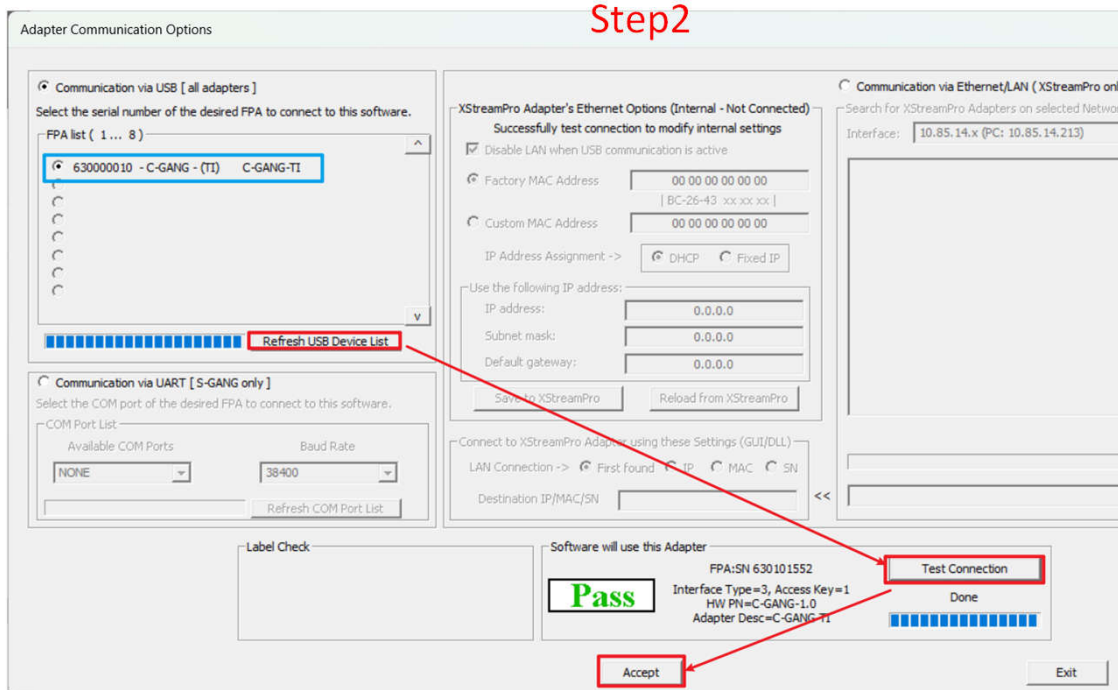 Step2
Adapter Communication Options
Communication via USB [ all adapters ]
Select the serial number of the desired FPA to connect to this software.
FPA list ( 1 ... 8 )
^
630000010 - C-GANG - (TI) C-GANG-TI
v
Refresh USB Device List
Communication via UART [ S-GANG only ]
Select the COM port of the desired FPA to connect to this software.
COM Port List
Available COM Ports Baud Rate
NONE 38400
Refresh COM Port List
XStreamPro Adapter's Ethernet Options (Internal - Not Connected)
Successfully test connection to modify internal settings
Disable LAN when USB communication is active
Factory MAC Address 00 00 00 00 00 00
| BC-26-43 xx xx xx |
Custom MAC Address 00 00 00 00 00 00
IP Address Assignment -> DHCP Fixed IP
Use the following IP address:
IP address: 0.0.0.0
Subnet mask: 0.0.0.0
Default gateway: 0.0.0.0
Save to XStreamPro Reload from XStreamPro
Connect to XStreamPro Adapter using these Settings (GUI/DLL)
LAN Connection -> First found IP MAC SN
Destination IP/MAC/SN <<
Communication via Ethernet/LAN ( XStreamPro onl
Search for XStreamPro Adapters on selected Networ
Interface: 10.85.14.x (PC: 10.85.14.213)
Label Check
Software will use this Adapter
Pass
FPA:SN 630101552
Interface Type=3, Access Key=1
HW PN=C-GANG-1.0
Adapter Desc=C-GANG-TI
Test Connection
Done
Accept
Exit